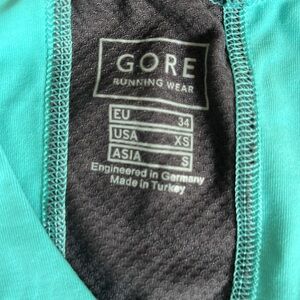 GORE
RUNNING WEAR
EU 34
USA XS
ASIA S
Engineered in Germany
Made in Turkey